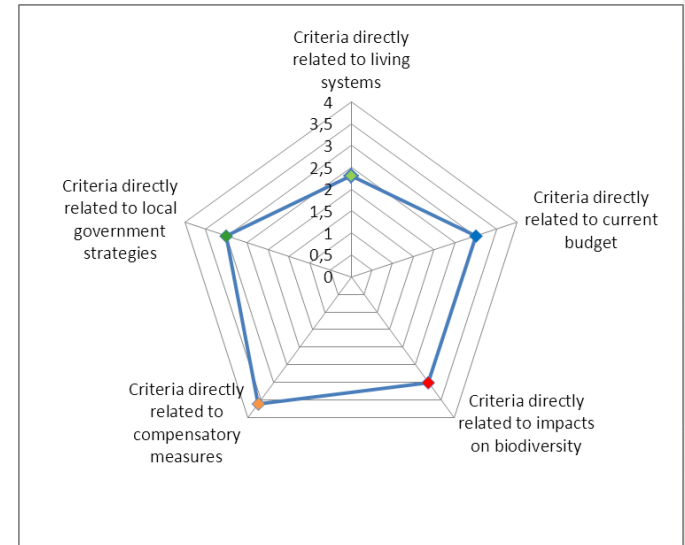 Criteria directly
related to living
systems
4
3,5
3
2,5
2
1,5
1
0,5
0
Criteria directly
related to current
budget
Criteria directly
related to impacts
on biodiversity
Criteria directly
related to
compensatory
measures
Criteria directly
related to local
government
strategies